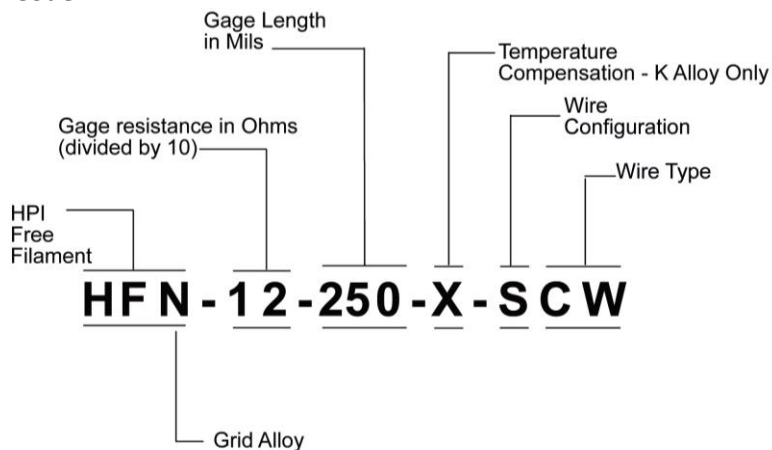 Gage Length
in Mils
Temperature
Compensation - K Alloy Only
Wire
Configuration
Gage resistance in Ohms
(divided by 10)
Wire Type
HPI
Free
Filament
HFN-12-250-X-SCW
Grid Alloy